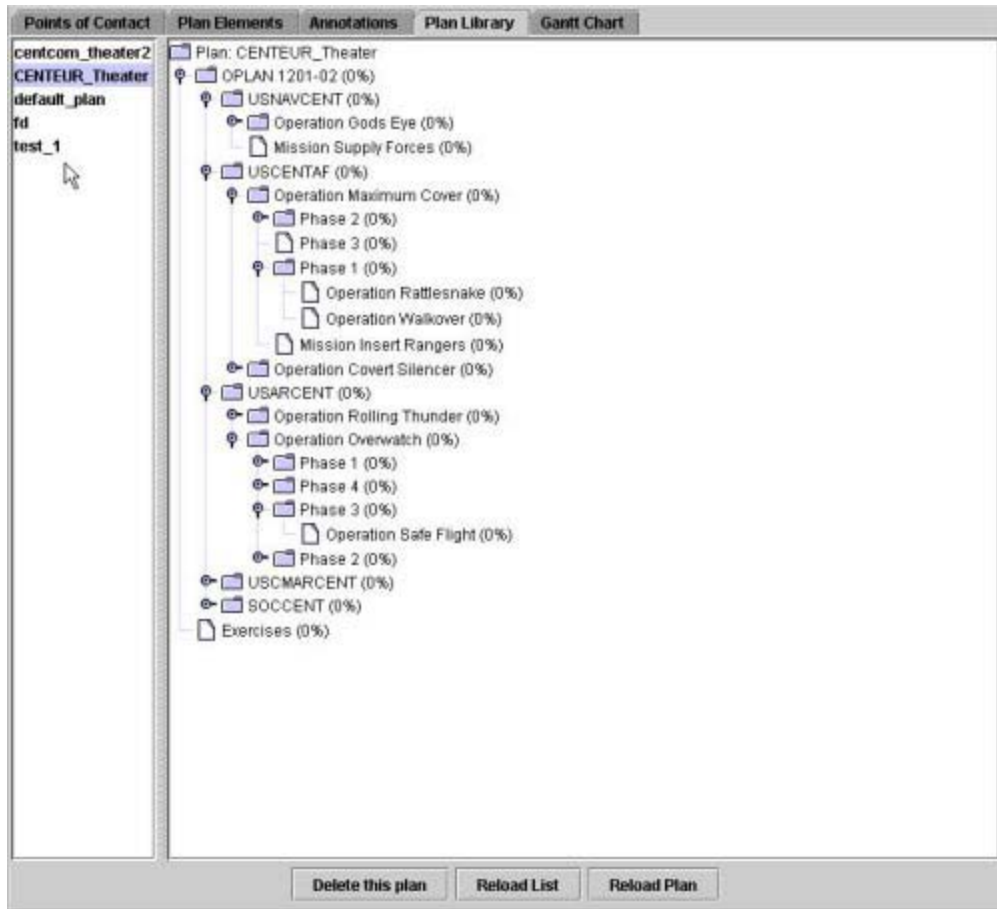 Points of Contact Plan Elements Annotations Plan Library Gantt Chart
centcom_theater2
CENTEUR_Theater
default_plan
fd
test_1
Plan: CENTEUR_Theater
OPLAN 1201-02 (0%)
USNAVCENT (0%)
Operation Gods Eye (0%)
Mission Supply Forces (0%)
USCENTAF (0%)
Operation Maximum Cover (0%)
Phase 2 (0%)
Phase 3 (0%)
Phase 1 (0%)
Operation Rattlesnake (0%)
Operation Walkover (0%)
Mission Insert Rangers (0%)
Operation Covert Silencer (0%)
USARCENT (0%)
Operation Rolling Thunder (0%)
Operation Overwatch (0%)
Phase 1 (0%)
Phase 4 (0%)
Phase 3 (0%)
Operation Safe Flight (0%)
Phase 2 (0%)
USCMARCENT (0%)
SOCCENT (0%)
Exercises (0%)
Delete this plan Reload List Reload Plan